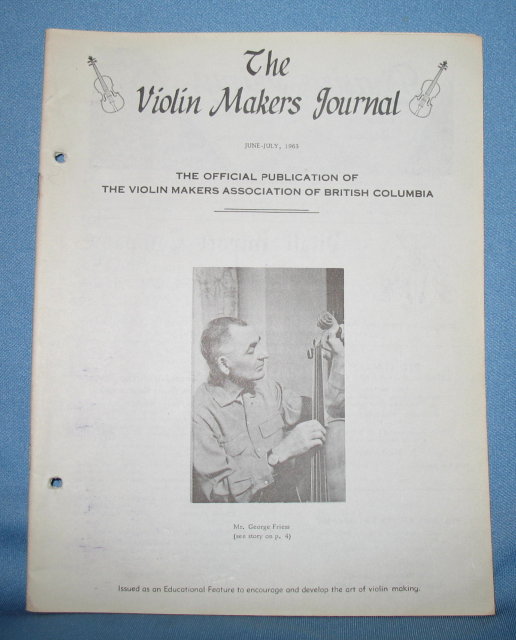 The
Violin Makers Journal
JUNE-JULY, 1963
THE OFFICIAL PUBLICATION OF
THE VIOLIN MAKERS ASSOCIATION OF BRITISH COLUMBIA
Mr. George Friess
(see story on p. 4)
Issued as an Educational Feature to encourage and develop the art of violin making.